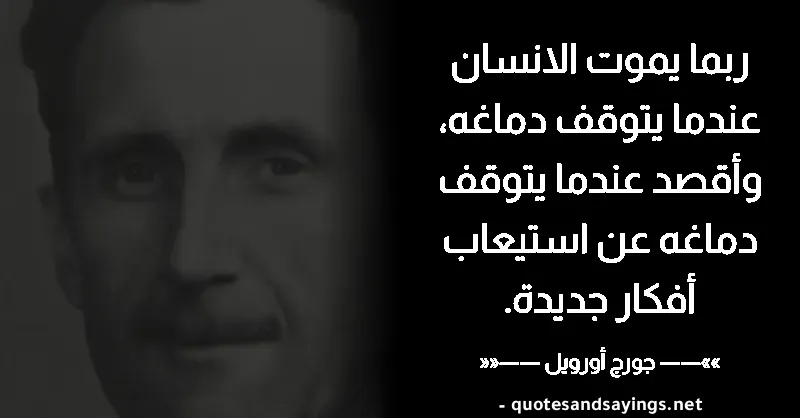 ربما يموت الانسان
عندما يتوقف دماغه،
وأقصد عندما يتوقف
دماغه عن استيعاب
أفكار جديدة.
»—— جورج أورويل ——««
- quotesandsayings.net